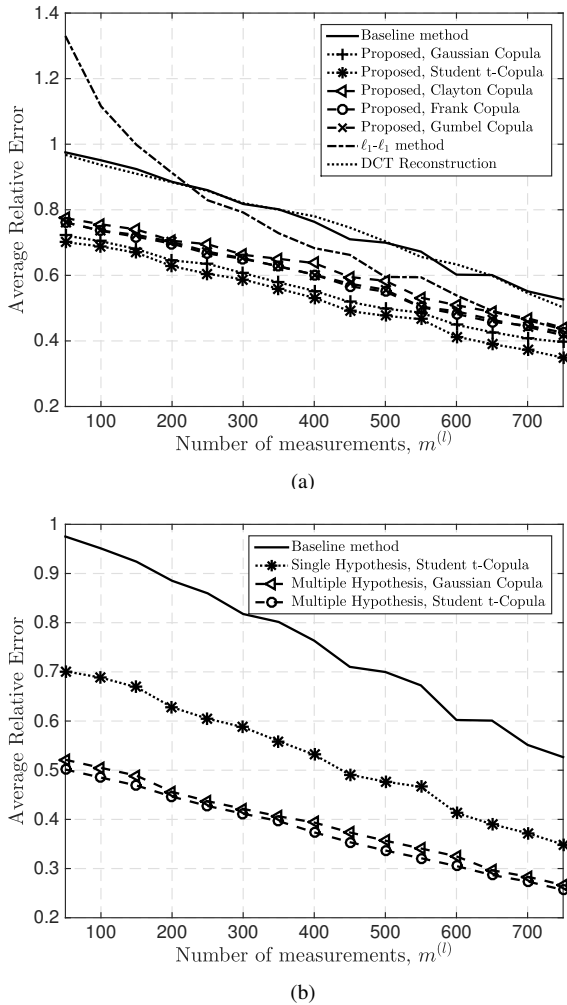 1.4
1.2
1
0.8
0.6
0.4
0.2
Average Relative Error
Baseline method
Proposed, Gaussian Copula
Proposed, Student t-Copula
Proposed, Clayton Copula
Proposed, Frank Copula
Proposed, Gumbel Copula
ℓ₁-ℓ₁ method
DCT Reconstruction
100 200 300 400 500 600 700
Number of measurements, m⁽ˡ⁾
(a)
1
0.9
0.8
0.7
0.6
0.5
0.4
0.3
0.2
Average Relative Error
Baseline method
Single Hypothesis, Student t-Copula
Multiple Hypothesis, Gaussian Copula
Multiple Hypothesis, Student t-Copula
100 200 300 400 500 600 700
Number of measurements, m⁽ˡ⁾
(b)